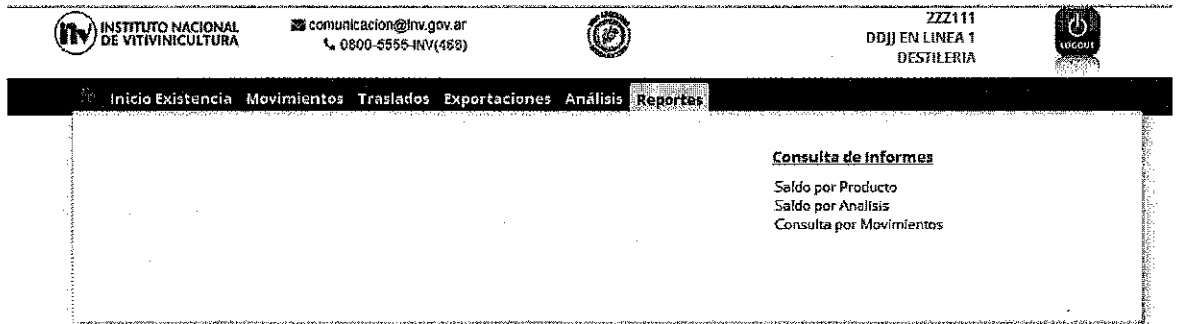 INSTITUTO NACIONAL
DE VITIVINICULTURA
comunicacion@inv.gov.ar
0800-5555-INV(468)
ZZZ111
DDJJ EN LINEA 1
DESTILERIA
LOGOUT
Inicio Existencia Movimientos Traslados Exportaciones Análisis Reportes
Consulta de Informes
Saldo por Producto
Saldo por Analisis
Consulta por Movimientos